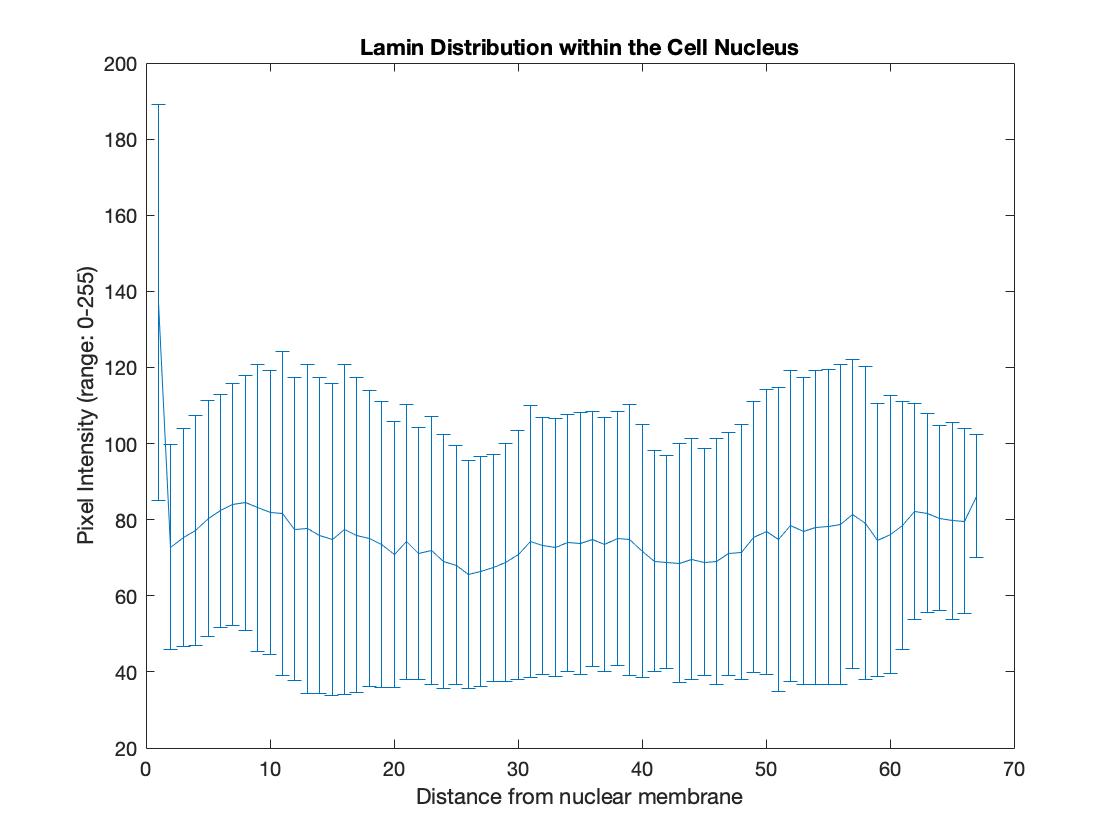 Lamin Distribution within the Cell Nucleus
200
180
160
140
120
100
80
60
40
20
Pixel Intensity (range: 0-255)
0 10 20 30 40 50 60 70
Distance from nuclear membrane